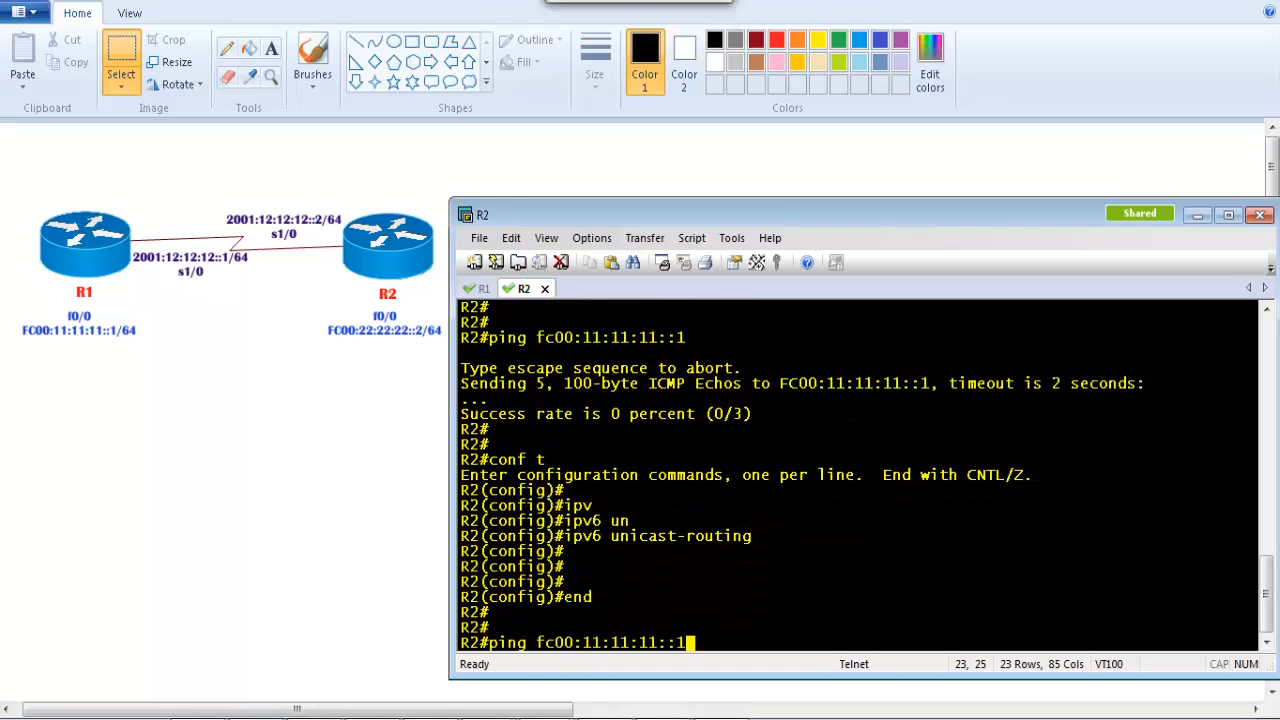 Home
View
Paste
Cut
Copy
Clipboard
Select
Crop
Resize
Rotate
Image
A
Tools
Brushes
Outline
Fill
Shapes
Size
Color 1
Color 2
Edit colors
Colors
2001:12:12:12::2/64
s1/0
2001:12:12:12::1/64
s1/0
R1
f0/0
FC00:11:11:11::1/64
R2
f0/0
FC00:22:22:22::2/64
R2
Shared
File
Edit
View
Options
Transfer
Script
Tools
Help
R1
R2
R2#
R2#
R2#ping fc00:11:11:11::1
Type escape sequence to abort.
Sending 5, 100-byte ICMP Echos to FC00:11:11:11::1, timeout is 2 seconds:
...
Success rate is 0 percent (0/3)
R2#
R2#
R2#conf t
Enter configuration commands, one per line.  End with CNTL/Z.
R2(config)#
R2(config)#ipv
R2(config)#ipv6 un
R2(config)#ipv6 unicast-routing
R2(config)#
R2(config)#
R2(config)#
R2(config)#end
R2#
R2#
R2#ping fc00:11:11:11::1
Ready
Telnet
23, 25
23 Rows, 85 Cols
VT100
CAP
NUM